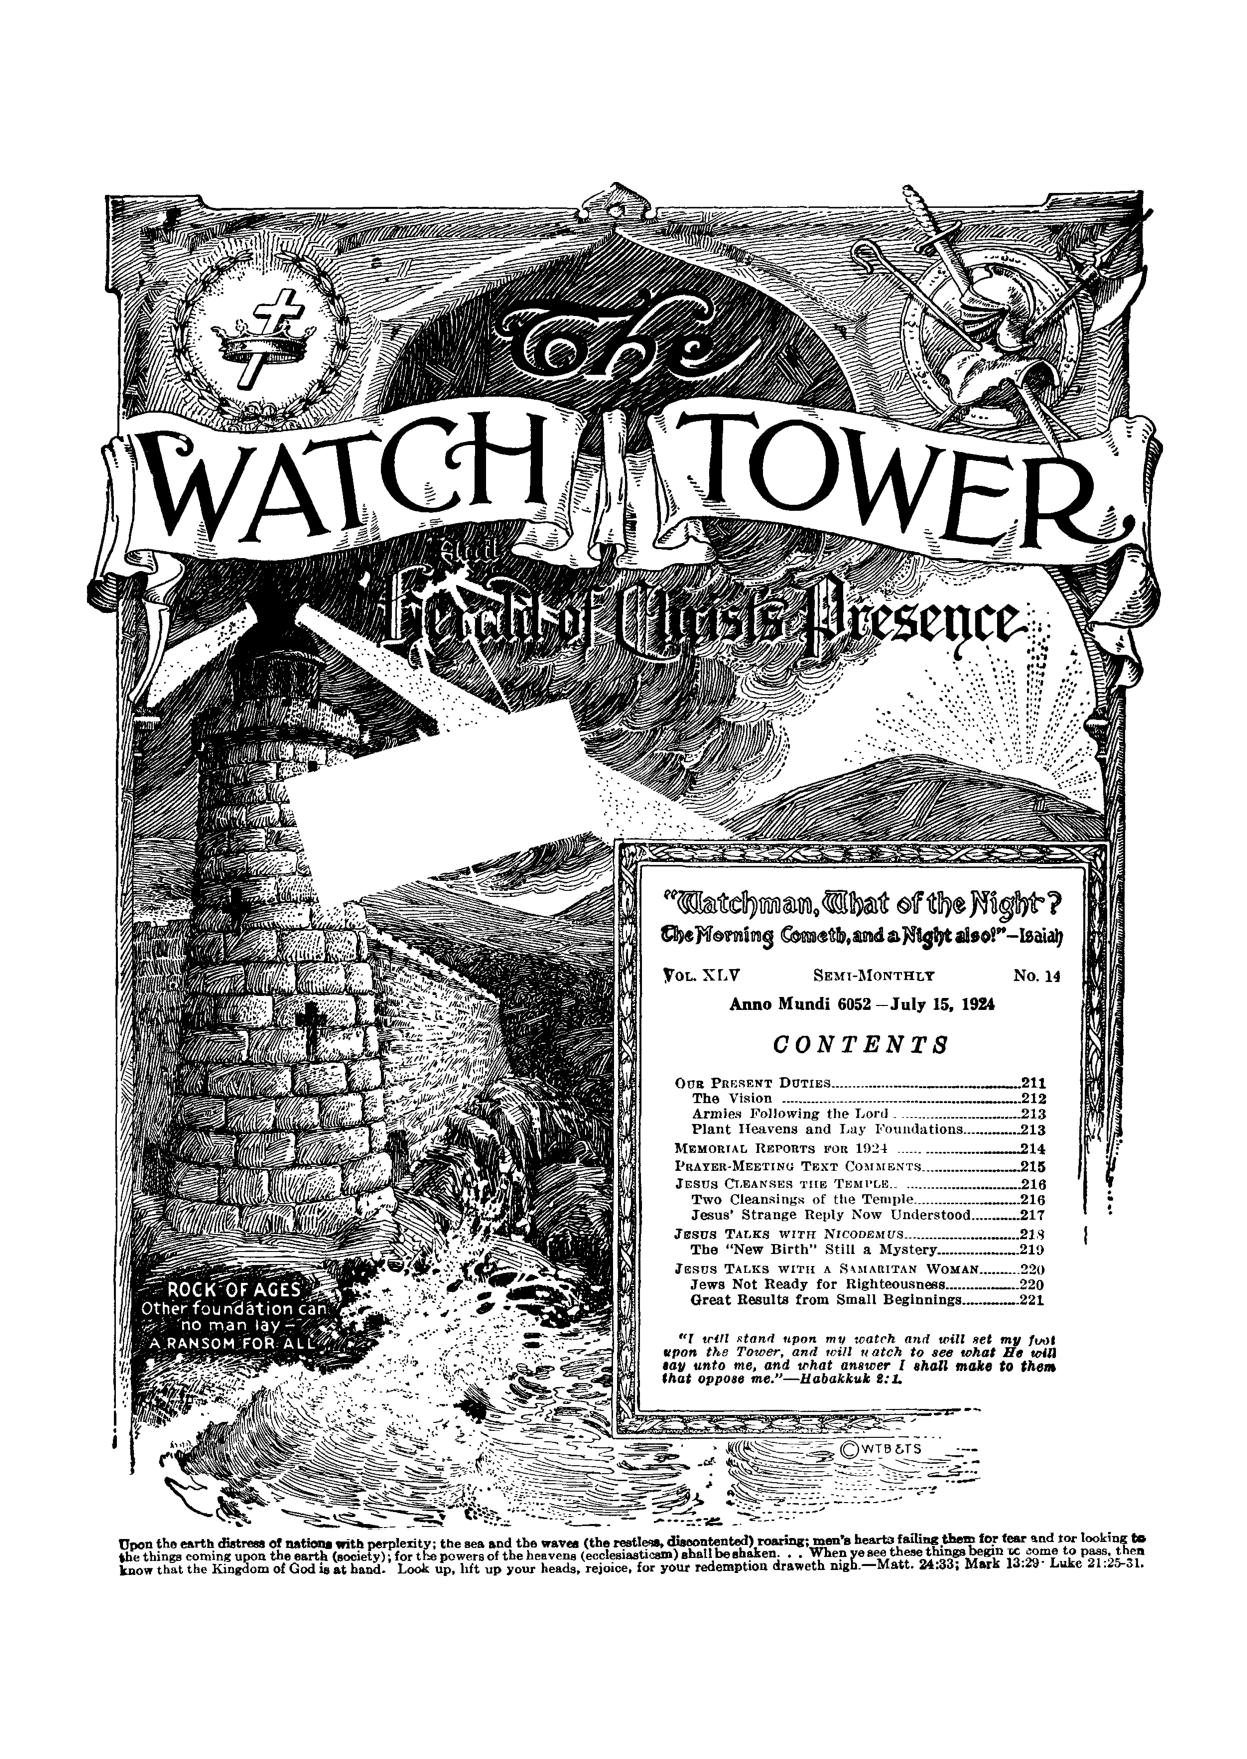 The
WATCH TOWER
And
Herald of Christ's Presence
"Watchman, What of the Night?
The Morning Cometh, and a Night also!"—Isaiah
VOL. XLV SEMI-MONTHLY No. 14
Anno Mundi 6052—July 15, 1924
CONTENTS
OUR PRESENT DUTIES....................211
The Vision ....................212
Armies Following the Lord ....................213
Plant Heavens and Lay Foundations....................213
MEMORIAL REPORTS FOR 1924 ....................214
PRAYER-MEETING TEXT COMMENTS....................215
JESUS CLEANSES THE TEMPLE....................216
Two Cleansings of the Temple....................216
Jesus' Strange Reply Now Understood....................217
JESUS TALKS WITH NICODEMUS....................218
The "New Birth" Still a Mystery....................219
JESUS TALKS WITH A SAMARITAN WOMAN....................220
Jews Not Ready for Righteousness....................220
Great Results from Small Beginnings....................221
"I will stand upon my watch and will set my foot
upon the Tower, and will watch to see what He will
say unto me, and what answer I shall make to them
that oppose me."—Habakkuk 2:1.
ROCK OF AGES
Other foundation can
no man lay—
A RANSOM FOR ALL
©WTB&TS
Upon the earth distress of nations with perplexity; the sea and the waves (the restless, discontented) roaring; men's hearts failing them for fear and for looking to
the things coming upon the earth (society); for the powers of the heavens (ecclesiasticsm) shall be shaken. . . When ye see these things begin to come to pass, then
know that the Kingdom of God is at hand. Look up, lift up your heads, rejoice, for your redemption draweth nigh.—Matt. 24:33; Mark 13:29; Luke 21:25-31.